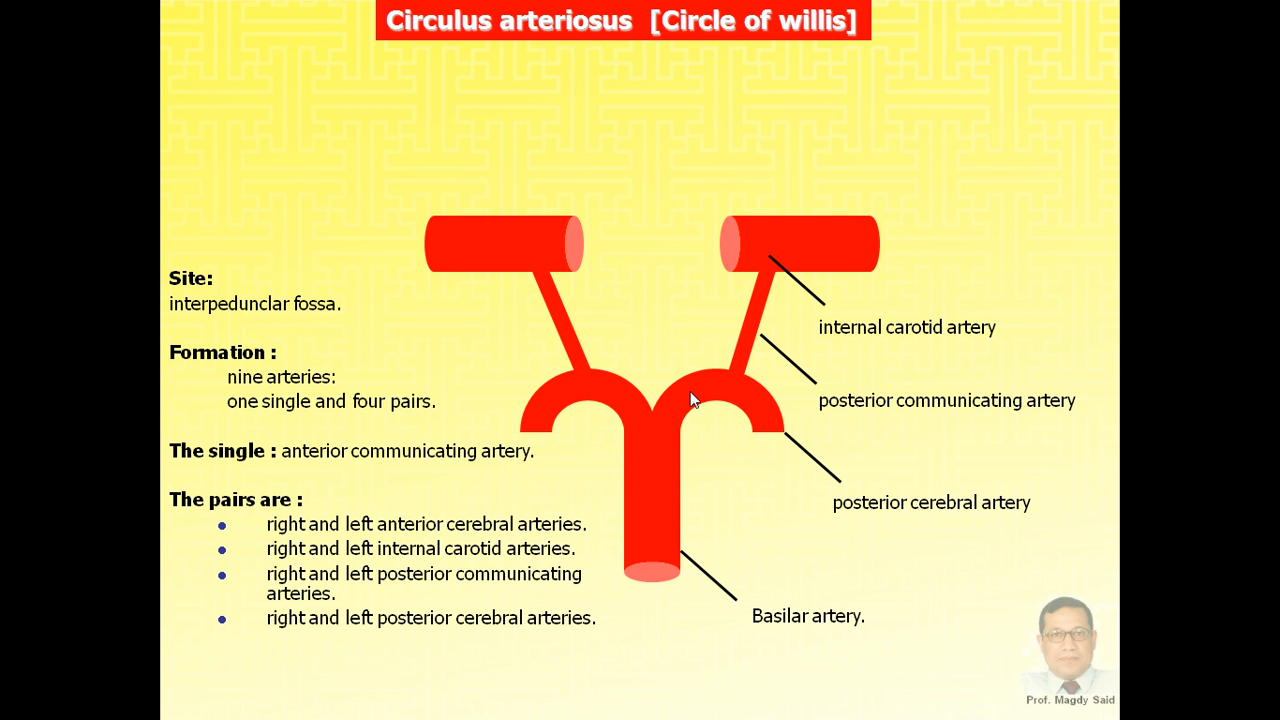 Circulus arteriosus [Circle of willis]
Site:
interpedunclar fossa.
Formation :
nine arteries:
one single and four pairs.
The single : anterior communicating artery.
The pairs are :
right and left anterior cerebral arteries.
right and left internal carotid arteries.
right and left posterior communicating
arteries.
right and left posterior cerebral arteries.
internal carotid artery
posterior communicating artery
posterior cerebral artery
Basilar artery.
Prof. Magdy Said